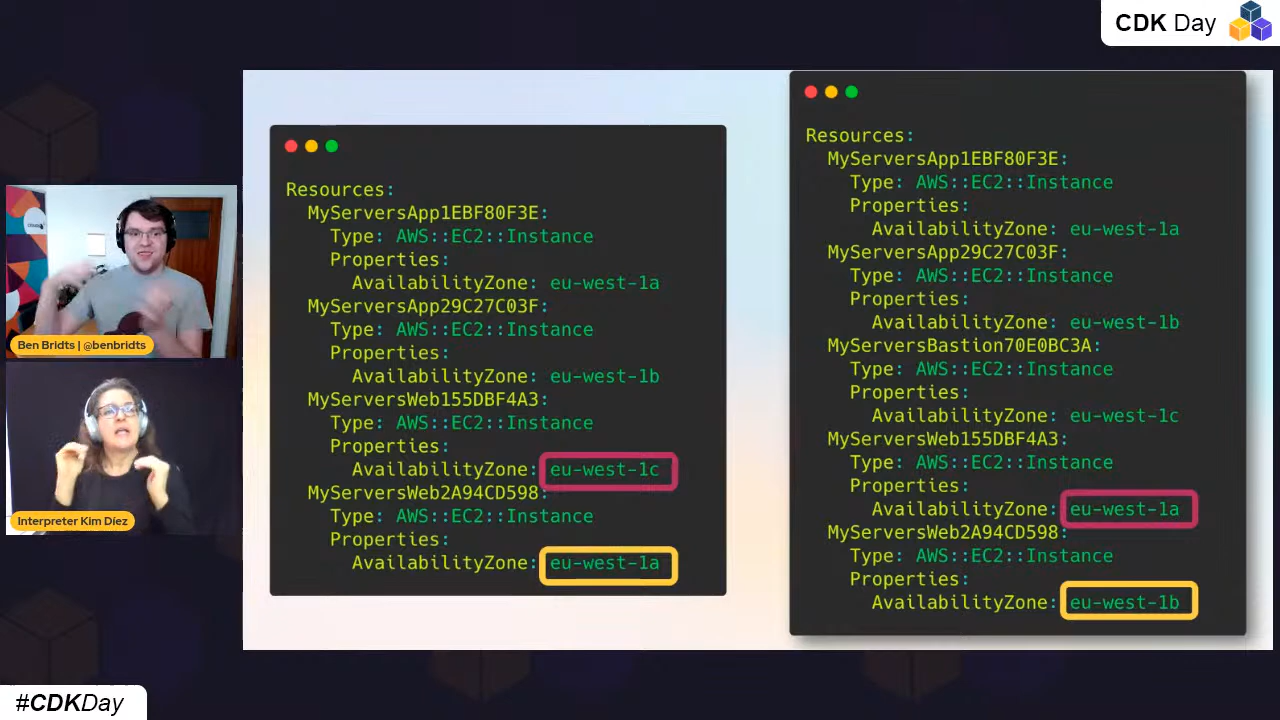 CDK Day
Resources:
MyServersApp1EBF80F3E:
Type: AWS::EC2::Instance
Properties:
AvailabilityZone: eu-west-1a
MyServersApp29C27C03F:
Type: AWS::EC2::Instance
Properties:
AvailabilityZone: eu-west-1b
MyServersWeb155DBF4A3:
Type: AWS::EC2::Instance
Properties:
AvailabilityZone: eu-west-1c
MyServersWeb2A94CD598:
Type: AWS::EC2::Instance
Properties:
AvailabilityZone: eu-west-1a
Resources:
MyServersApp1EBF80F3E:
Type: AWS::EC2::Instance
Properties:
AvailabilityZone: eu-west-1a
MyServersApp29C27C03F:
Type: AWS::EC2::Instance
Properties:
AvailabilityZone: eu-west-1b
MyServersBastion70E0BC3A:
Type: AWS::EC2::Instance
Properties:
AvailabilityZone: eu-west-1c
MyServersWeb155DBF4A3:
Type: AWS::EC2::Instance
Properties:
AvailabilityZone: eu-west-1a
MyServersWeb2A94CD598:
Type: AWS::EC2::Instance
Properties:
AvailabilityZone: eu-west-1b
Ben Bridts | @benbridts
Interpreter Kim Díez
#CDKDay